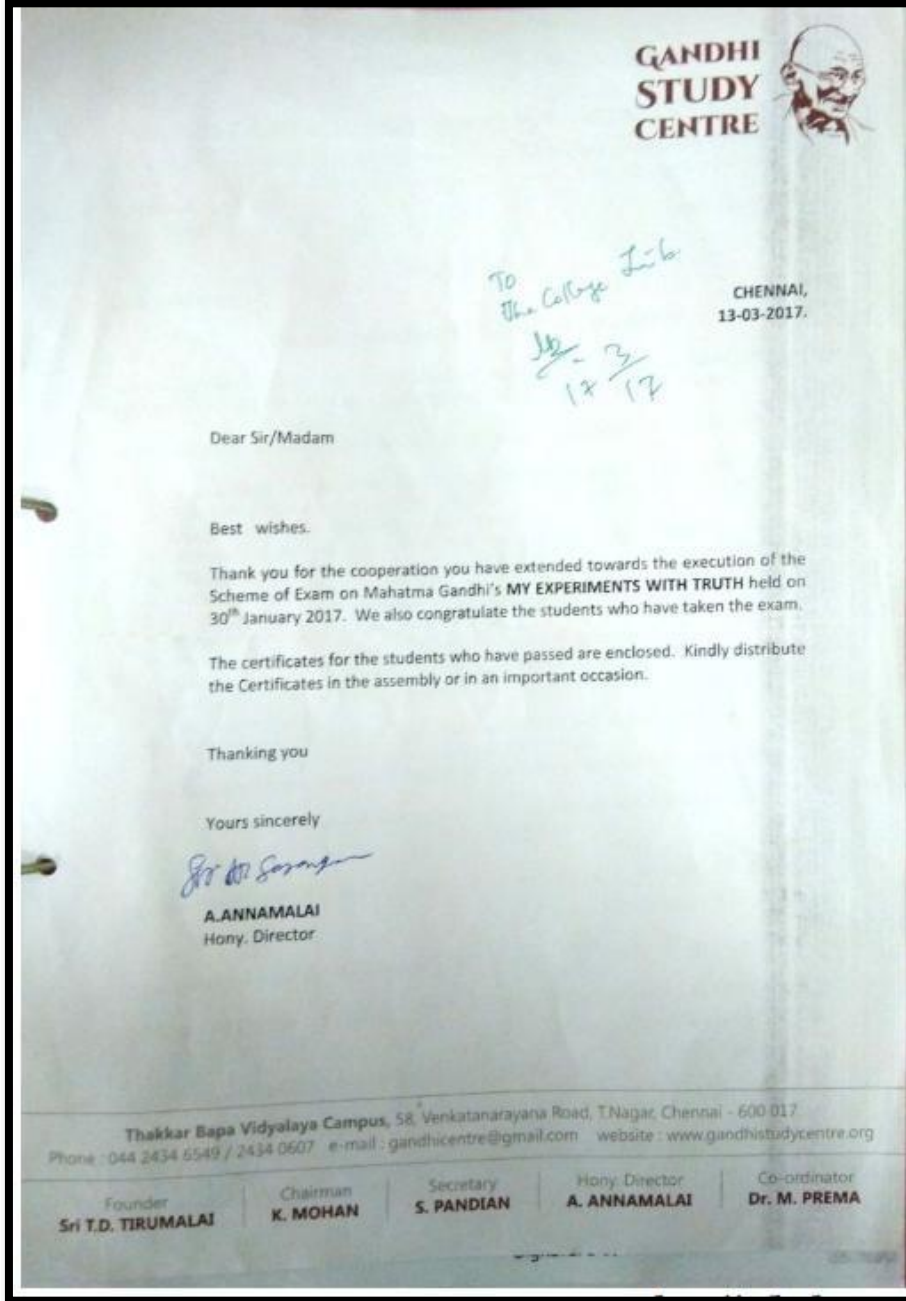 GANDHI
STUDY
CENTRE
To
The College Lib
CHENNAI,
13-03-2017.
17 3/17
Dear Sir/Madam
Best wishes.
Thank you for the cooperation you have extended towards the execution of the
Scheme of Exam on Mahatma Gandhi's MY EXPERIMENTS WITH TRUTH held on
30th January 2017. We also congratulate the students who have taken the exam.
The certificates for the students who have passed are enclosed. Kindly distribute
the Certificates in the assembly or in an important occasion.
Thanking you
Yours sincerely
A.ANNAMALAI
Hony. Director
Thakkar Bapa Vidyalaya Campus, 58, Venkatanarayana Road, T.Nagar, Chennai - 600 017
Phone : 044 2434 6549 / 2434 0607 e-mail : gandhicentre@gmail.com website : www.gandhistudycentre.org
Founder Chairman Secretary Hony. Director Co-ordinator
Sri T.D. TIRUMALAI K. MOHAN S. PANDIAN A. ANNAMALAI Dr. M. PREMA